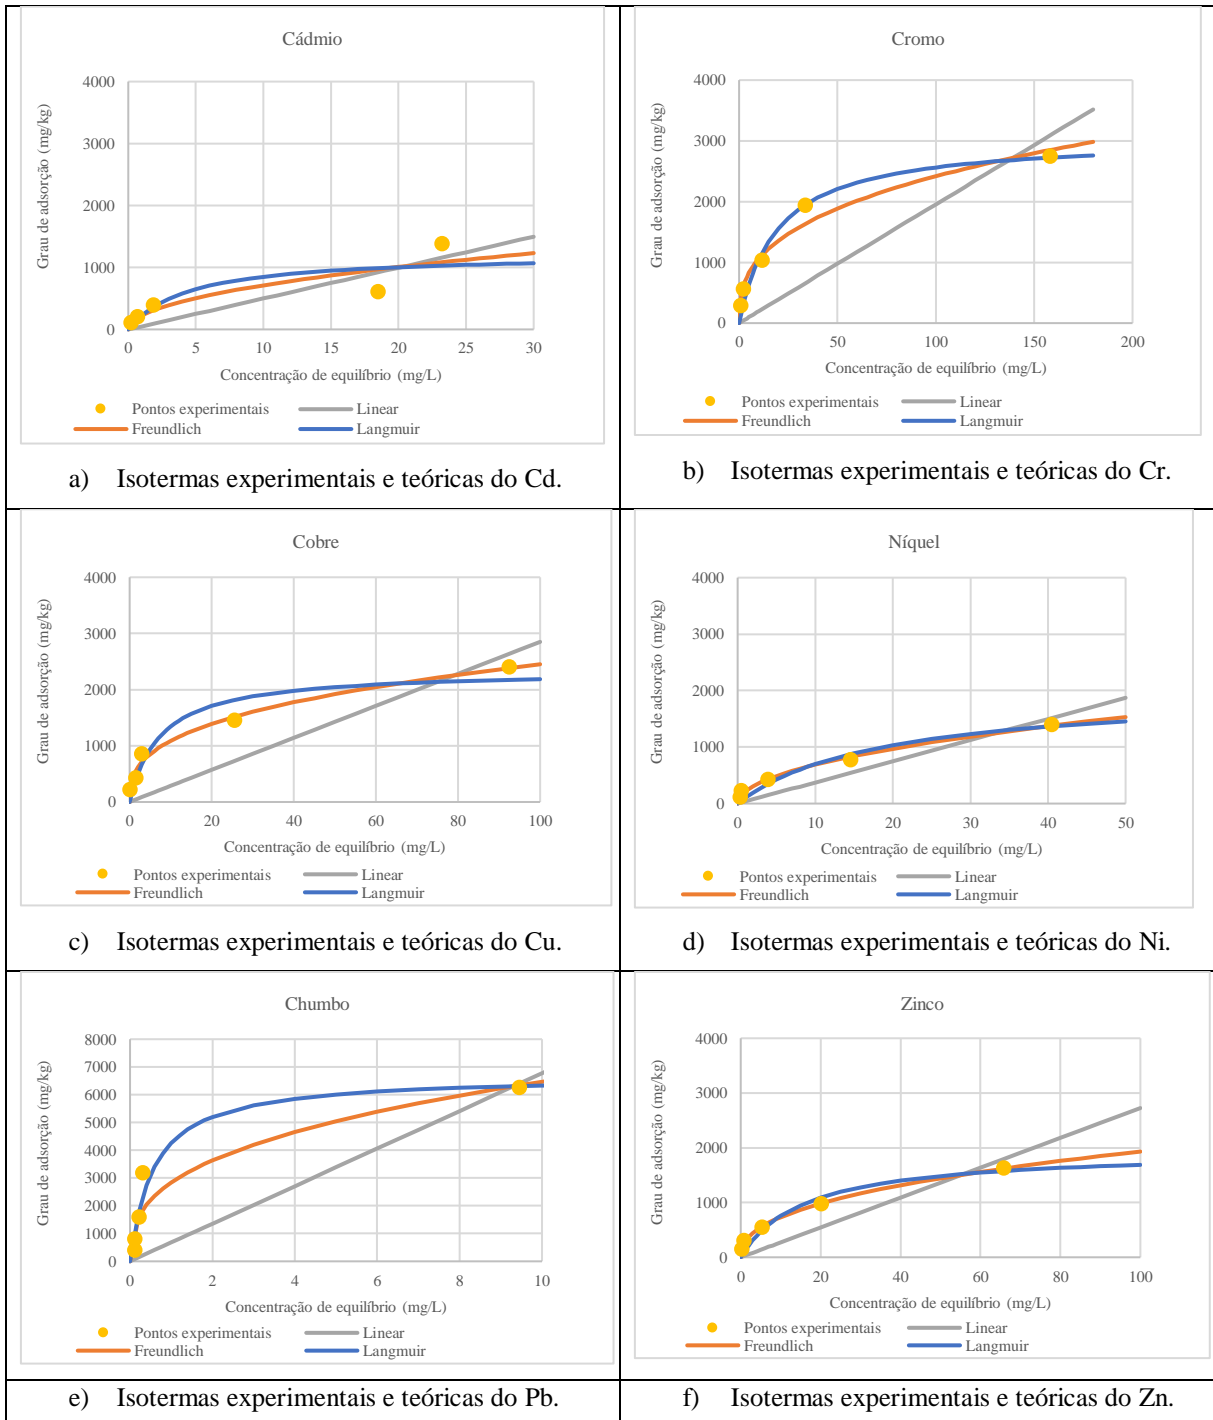 Cádmio
Grau de adsorção (mg/kg)
4000
3000
2000
1000
0
0 5 10 15 20 25 30
Concentração de equilíbrio (mg/L)
Pontos experimentais Linear
Freundlich Langmuir
a) Isotermas experimentais e teóricas do Cd.
Cromo
Grau de adsorção (mg/kg)
4000
3000
2000
1000
0
0 50 100 150 200
Concentração de equilíbrio (mg/L)
Pontos experimentais Linear
Freundlich Langmuir
b) Isotermas experimentais e teóricas do Cr.
Cobre
Grau de adsorção (mg/kg)
4000
3000
2000
1000
0
0 20 40 60 80 100
Concentração de equilíbrio (mg/L)
Pontos experimentais Linear
Freundlich Langmuir
c) Isotermas experimentais e teóricas do Cu.
Níquel
Grau de adsorção (mg/kg)
4000
3000
2000
1000
0
0 10 20 30 40 50
Concentração de equilíbrio (mg/L)
Pontos experimentais Linear
Freundlich Langmuir
d) Isotermas experimentais e teóricas do Ni.
Chumbo
Grau de adsorção (mg/kg)
8000
7000
6000
5000
4000
3000
2000
1000
0
0 2 4 6 8 10
Concentração de equilíbrio (mg/L)
Pontos experimentais Linear
Freundlich Langmuir
e) Isotermas experimentais e teóricas do Pb.
Zinco
Grau de adsorção (mg/kg)
4000
3000
2000
1000
0
0 20 40 60 80 100
Concentração de equilíbrio (mg/L)
Pontos experimentais Linear
Freundlich Langmuir
f) Isotermas experimentais e teóricas do Zn.